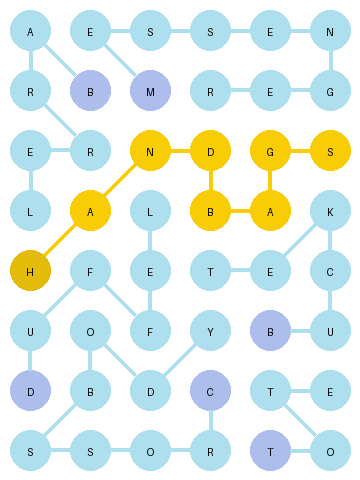 A E S S E N
R B M R E G
E R N D G S
L A L B A K
H F E T E C
U O F Y B U
D B D C T E
S S O R T O